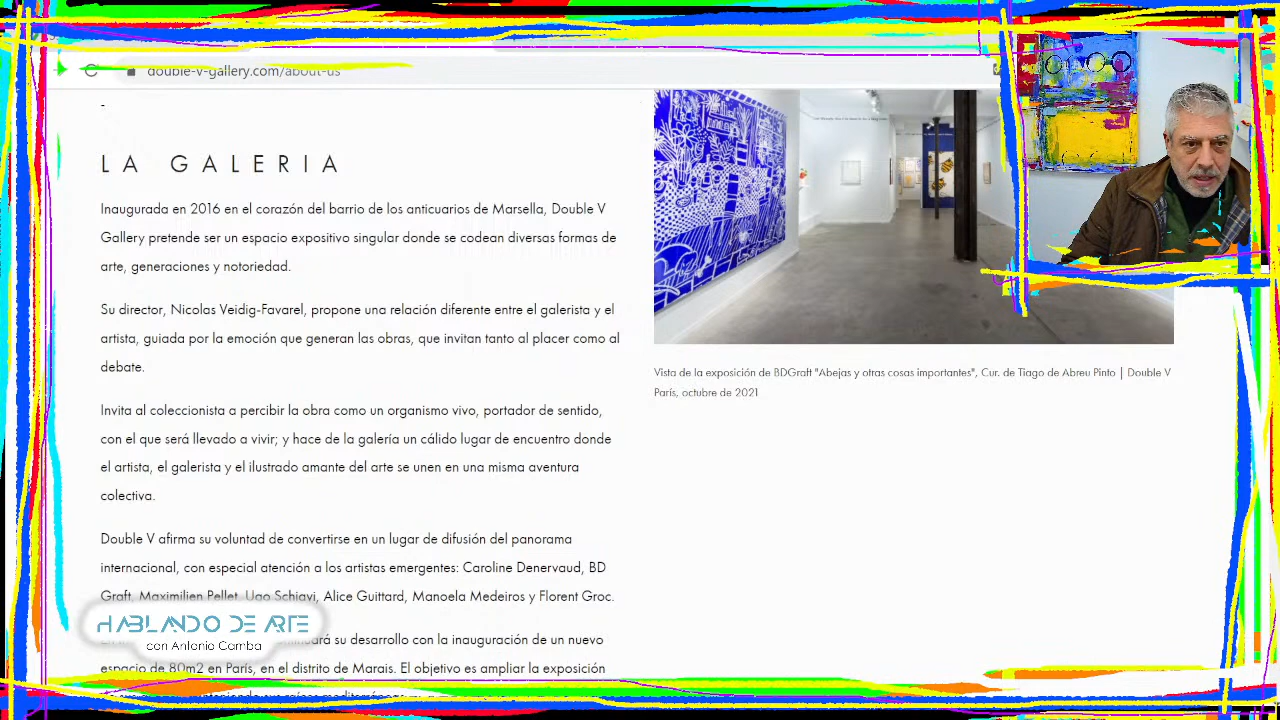 double-v-gallery.com/about-us
-
LA GALERIA
Inaugurada en 2016 en el corazón del barrio de los anticuarios de Marsella, Double V
Gallery pretende ser un espacio expositivo singular donde se codean diversas formas de
arte, generaciones y notoriedad.
Su director, Nicolas Veidig-Favarel, propone una relación diferente entre el galerista y el
artista, guiada por la emoción que generan las obras, que invitan tanto al placer como al
debate.
Invita al coleccionista a percibir la obra como un organismo vivo, portador de sentido,
con el que será llevado a vivir; y hace de la galería un cálido lugar de encuentro donde
el artista, el galerista y el ilustrado amante del arte se unen en una misma aventura
colectiva.
Double V afirma su voluntad de convertirse en un lugar de difusión del panorama
internacional, con especial atención a los artistas emergentes: Caroline Denervaud, BD
Graft, Maximilien Pellet, Ugo Schiavi, Alice Guittard, Manoela Medeiros y Florent Groc.
su desarrollo con la inauguración de un nuevo
espacio de 80m2 en París, en el distrito de Marais. El objetivo es ampliar la exposición
Vista de la exposición de BDGraft "Abejas y otras cosas importantes", Cur. de Tiago de Abreu Pinto | Double V
París, octubre de 2021
HABLANDO DE ARTE
con Antonio Camba